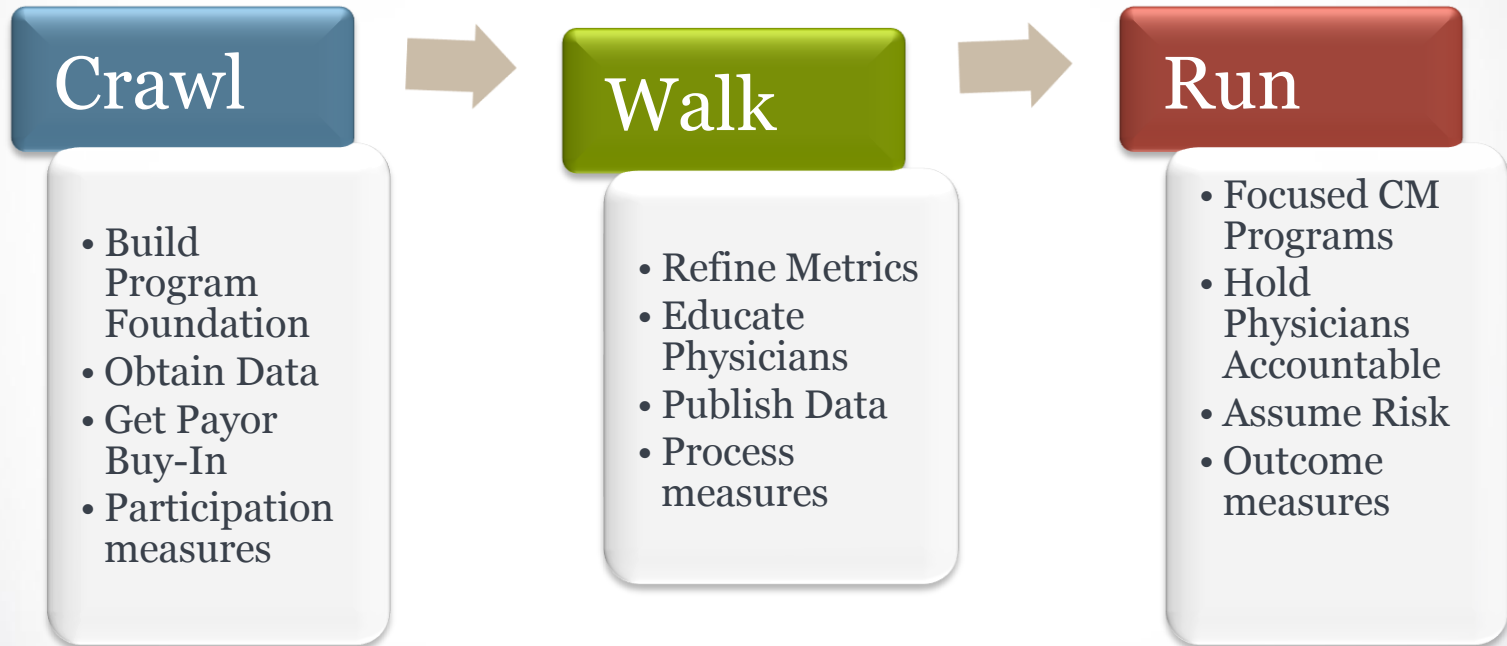 Crawl
• Build
Program
Foundation
• Obtain Data
• Get Payor
Buy-In
• Participation
measures
Walk
• Refine Metrics
• Educate
Physicians
• Publish Data
• Process
measures
Run
• Focused CM
Programs
• Hold
Physicians
Accountable
• Assume Risk
• Outcome
measures